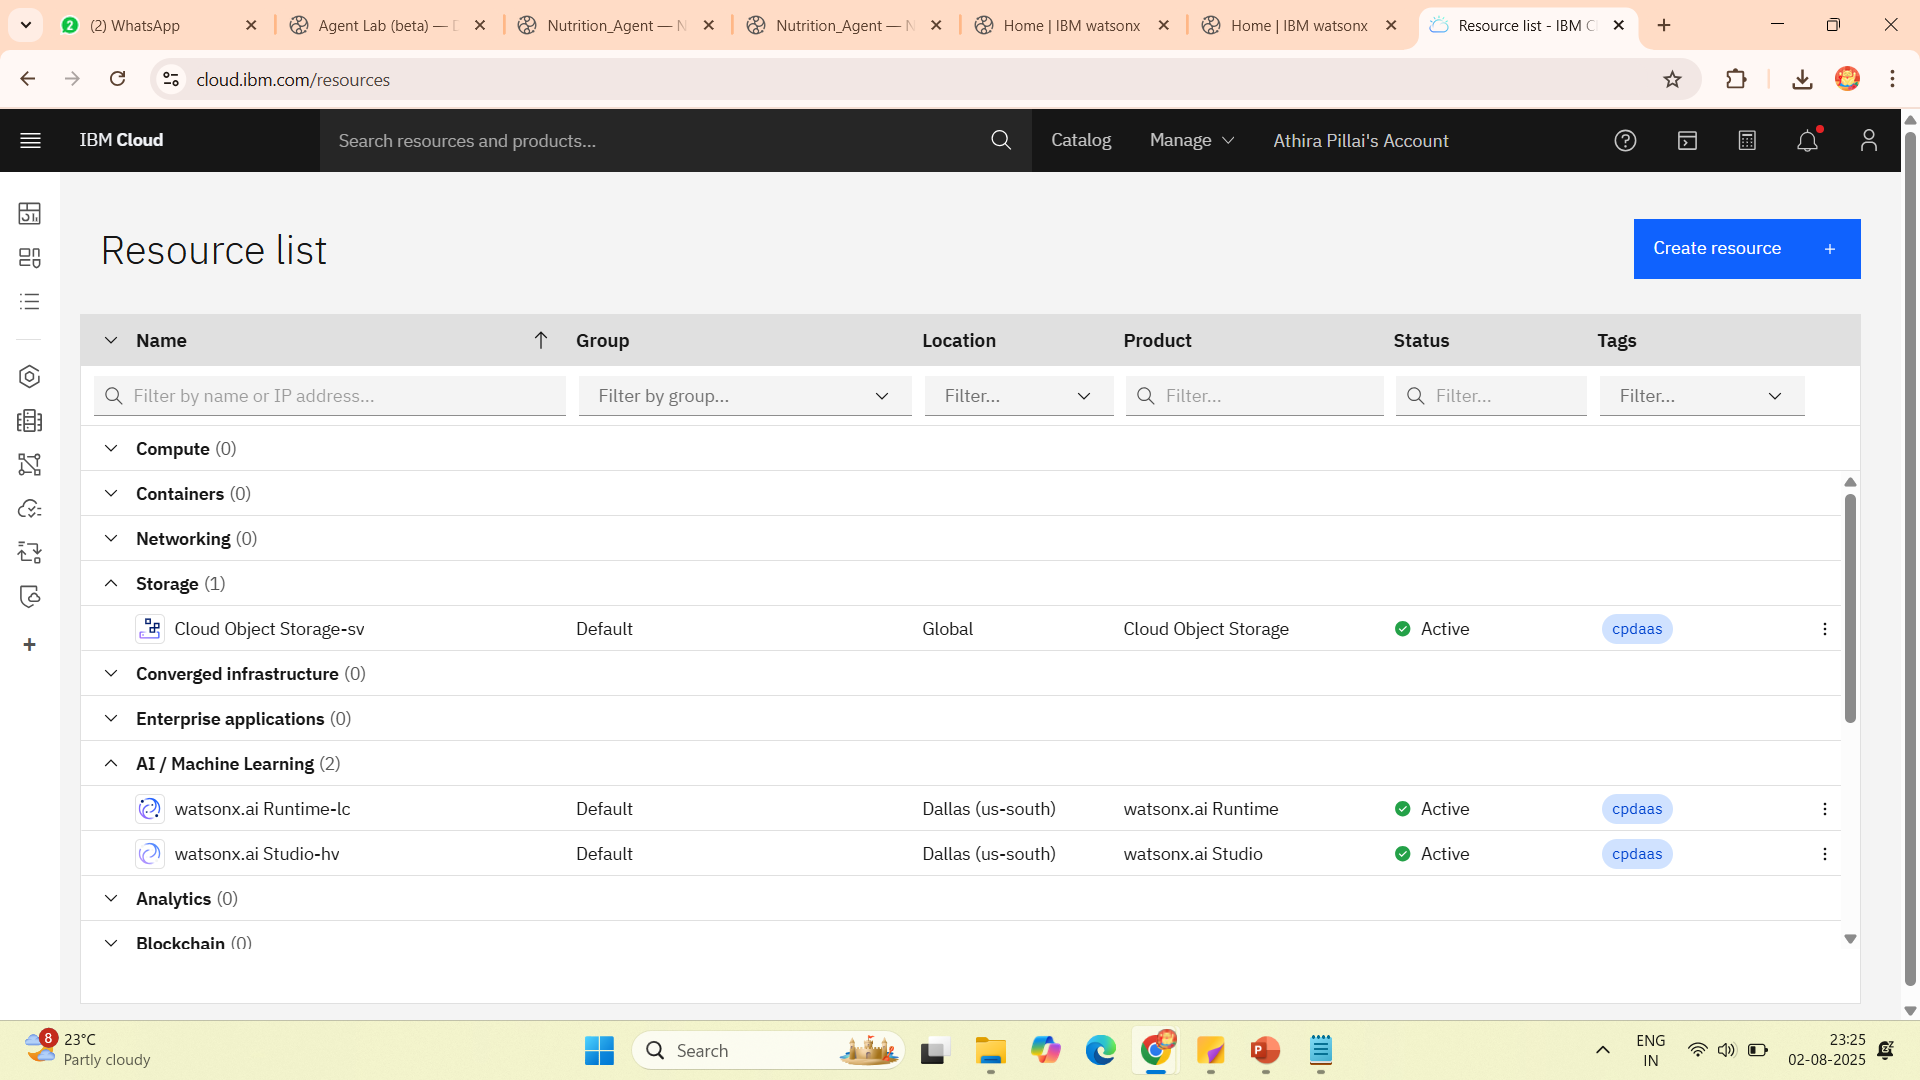 2 (2) WhatsApp
Agent Lab (beta) — D
Nutrition_Agent — N
Nutrition_Agent — N
Home | IBM watsonx
Home | IBM watsonx
Resource list - IBM Cl
cloud.ibm.com/resources
IBM Cloud
Search resources and products...
Catalog
Manage
Athira Pillai's Account
Resource list
Create resource +
Name Group Location Product Status Tags
Filter by name or IP address... Filter by group... Filter... Filter... Filter... Filter...
Compute (0)
Containers (0)
Networking (0)
Storage (1)
Cloud Object Storage-sv Default Global Cloud Object Storage Active cpdaas
Converged infrastructure (0)
Enterprise applications (0)
AI / Machine Learning (2)
watsonx.ai Runtime-lc Default Dallas (us-south) watsonx.ai Runtime Active cpdaas
watsonx.ai Studio-hv Default Dallas (us-south) watsonx.ai Studio Active cpdaas
Analytics (0)
Blockchain (0)
8 23°C
Partly cloudy
Search
ENG
IN
23:25
02-08-2025